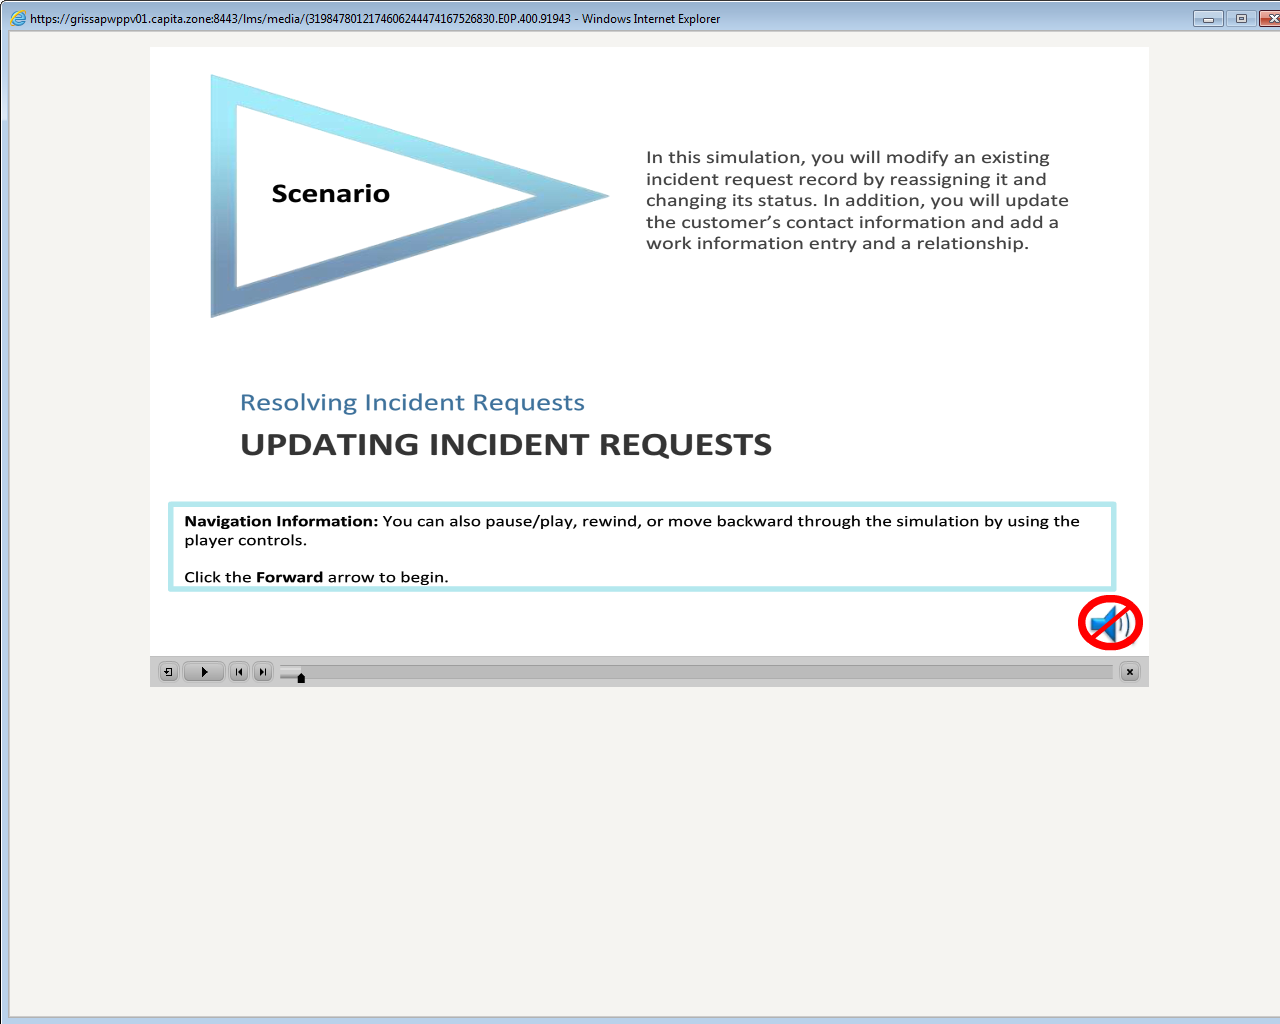 https://grissapwppv01.capita.zone:8443/lms/media/(3198478012174606244474167526830.E0P.400.91943 - Windows Internet Explorer
Scenario
In this simulation, you will modify an existing
incident request record by reassigning it and
changing its status. In addition, you will update
the customer’s contact information and add a
work information entry and a relationship.
Resolving Incident Requests
UPDATING INCIDENT REQUESTS
Navigation Information: You can also pause/play, rewind, or move backward through the simulation by using the
player controls.
Click the Forward arrow to begin.